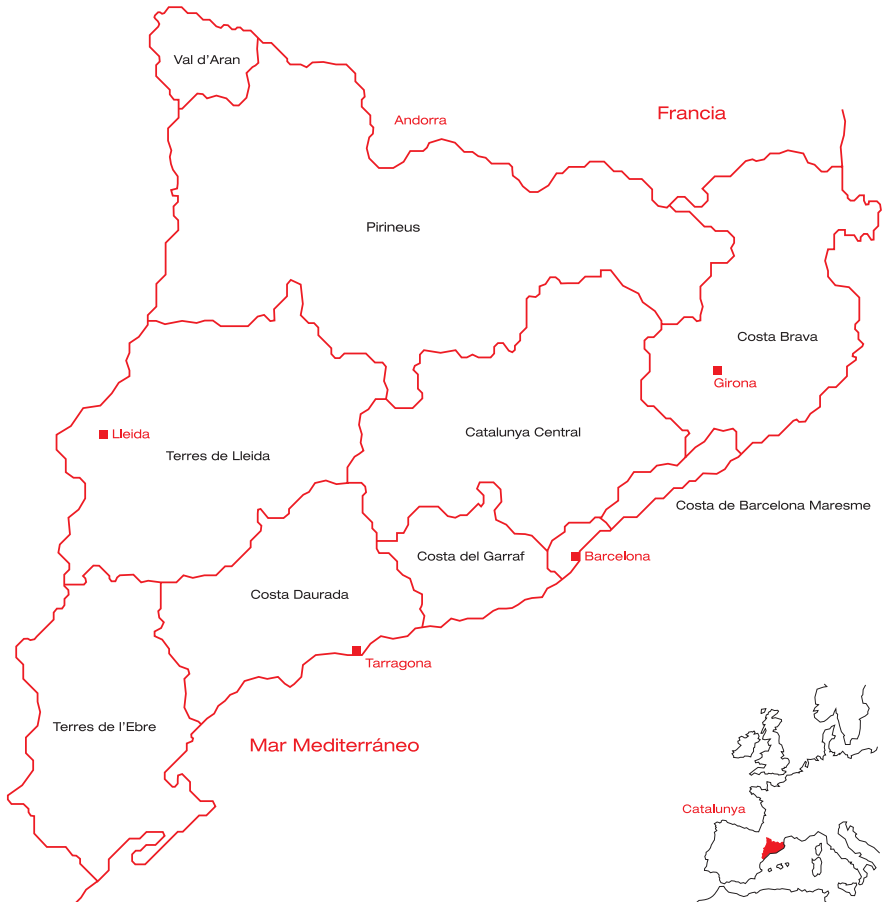 Val d'Aran
Francia
Andorra
Pirineus
Costa Brava
Girona
Lleida
Catalunya Central
Terres de Lleida
Costa de Barcelona Maresme
Costa del Garraf
Barcelona
Costa Daurada
Tarragona
Terres de l'Ebre
Mar Mediterráneo
Catalunya